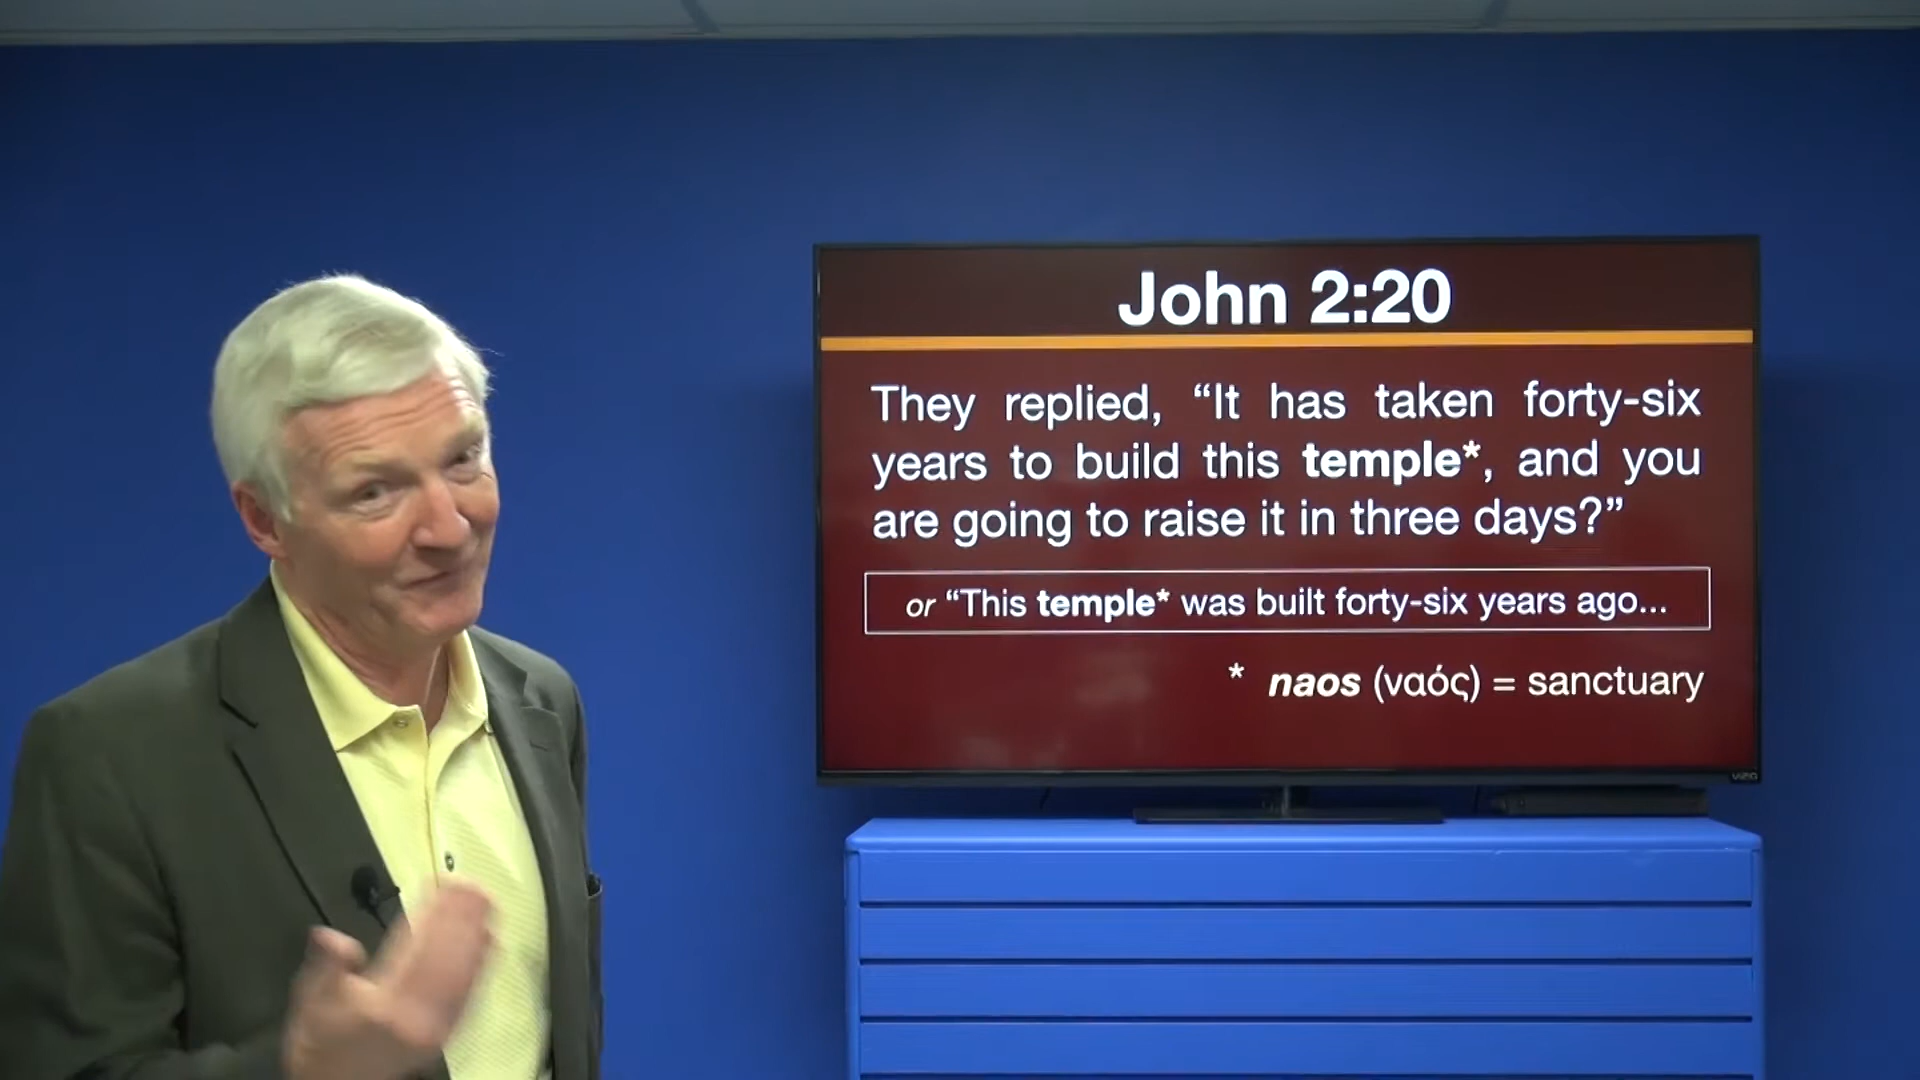 John 2:20
They replied, “It has taken forty-six
years to build this temple*, and you
are going to raise it in three days?”
or “This temple* was built forty-six years ago...
* naos (ναός) = sanctuary
VIZIO